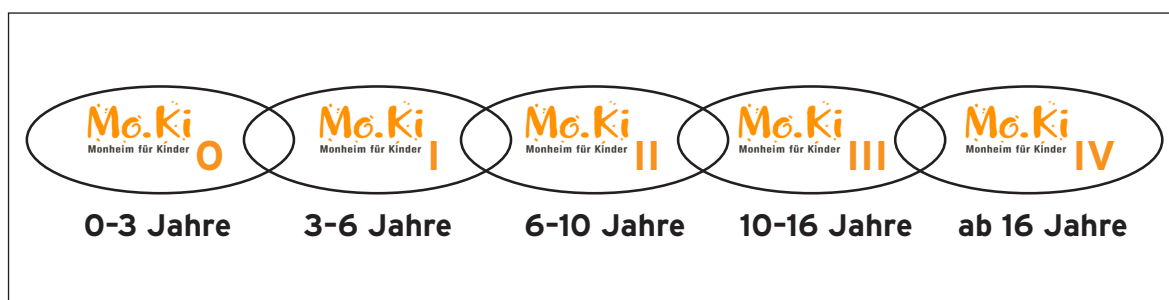 Mo.Ki
Monheim für Kinder 0
Mo.Ki
Monheim für Kinder I
Mo.Ki
Monheim für Kinder II
Mo.Ki
Monheim für Kinder III
Mo.Ki
Monheim für Kinder IV
0-3 Jahre
3-6 Jahre
6-10 Jahre
10-16 Jahre
ab 16 Jahre